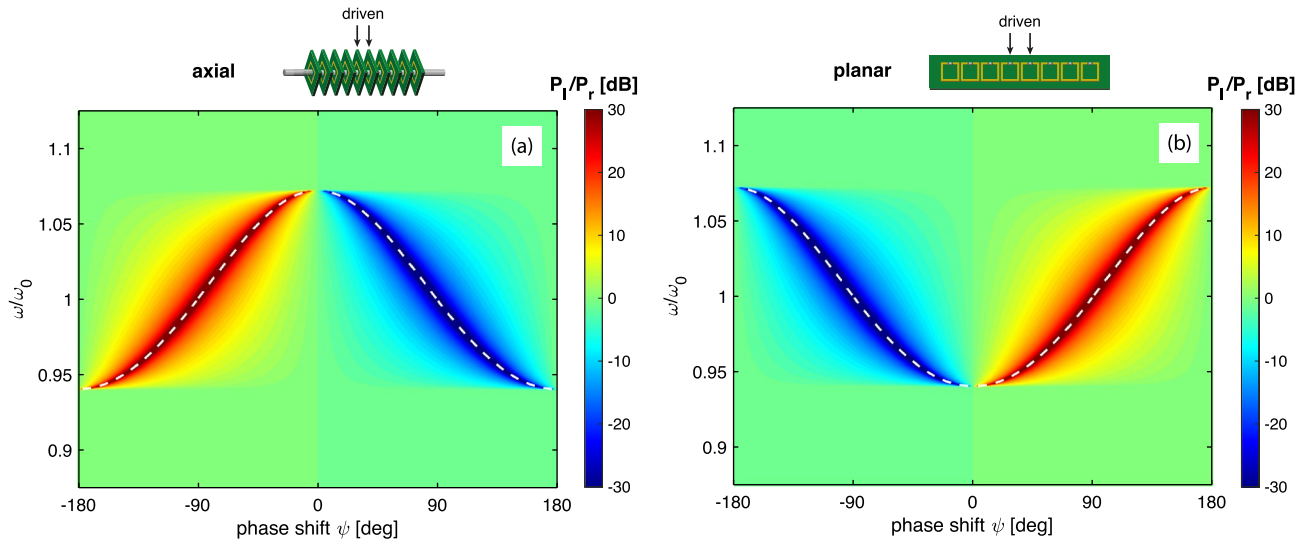 driven
axial
P_l/P_r [dB]
(a)
1.1
1.05
1
0.95
0.9
ω/ω_0
-180
-90
0
90
180
phase shift ψ [deg]
30
20
10
0
-10
-20
-30
driven
planar
P_l/P_r [dB]
(b)
1.1
1.05
1
0.95
0.9
ω/ω_0
-180
-90
0
90
180
phase shift ψ [deg]
30
20
10
0
-10
-20
-30